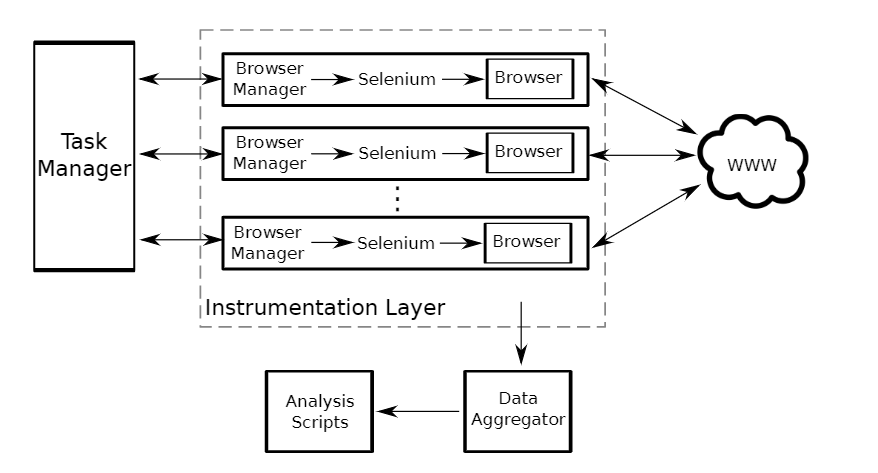 Task
Manager
Browser
Manager
Selenium
Browser
Browser
Manager
Selenium
Browser
Browser
Manager
Selenium
Browser
Instrumentation Layer
WWW
Analysis
Scripts
Data
Aggregator